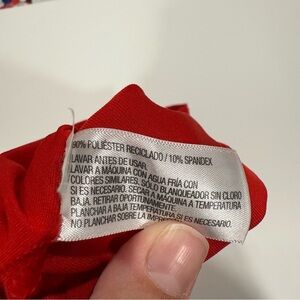 90% POLIÉSTER RECICLADO / 10% SPANDEX
LAVAR ANTES DE USAR.
LAVAR A MÁQUINA CON AGUA FRÍA CON
COLORES SIMILARES. SÓLO BLANQUEADOR SIN CLORO
SI ES NECESARIO. SECAR A MÁQUINA A TEMPERATURA
BAJA. RETIRAR OPORTUNAMENTE.
PLANCHAR A BAJA TEMPERATURA SI ES NECESARIO.
NO PLANCHAR SOBRE LA